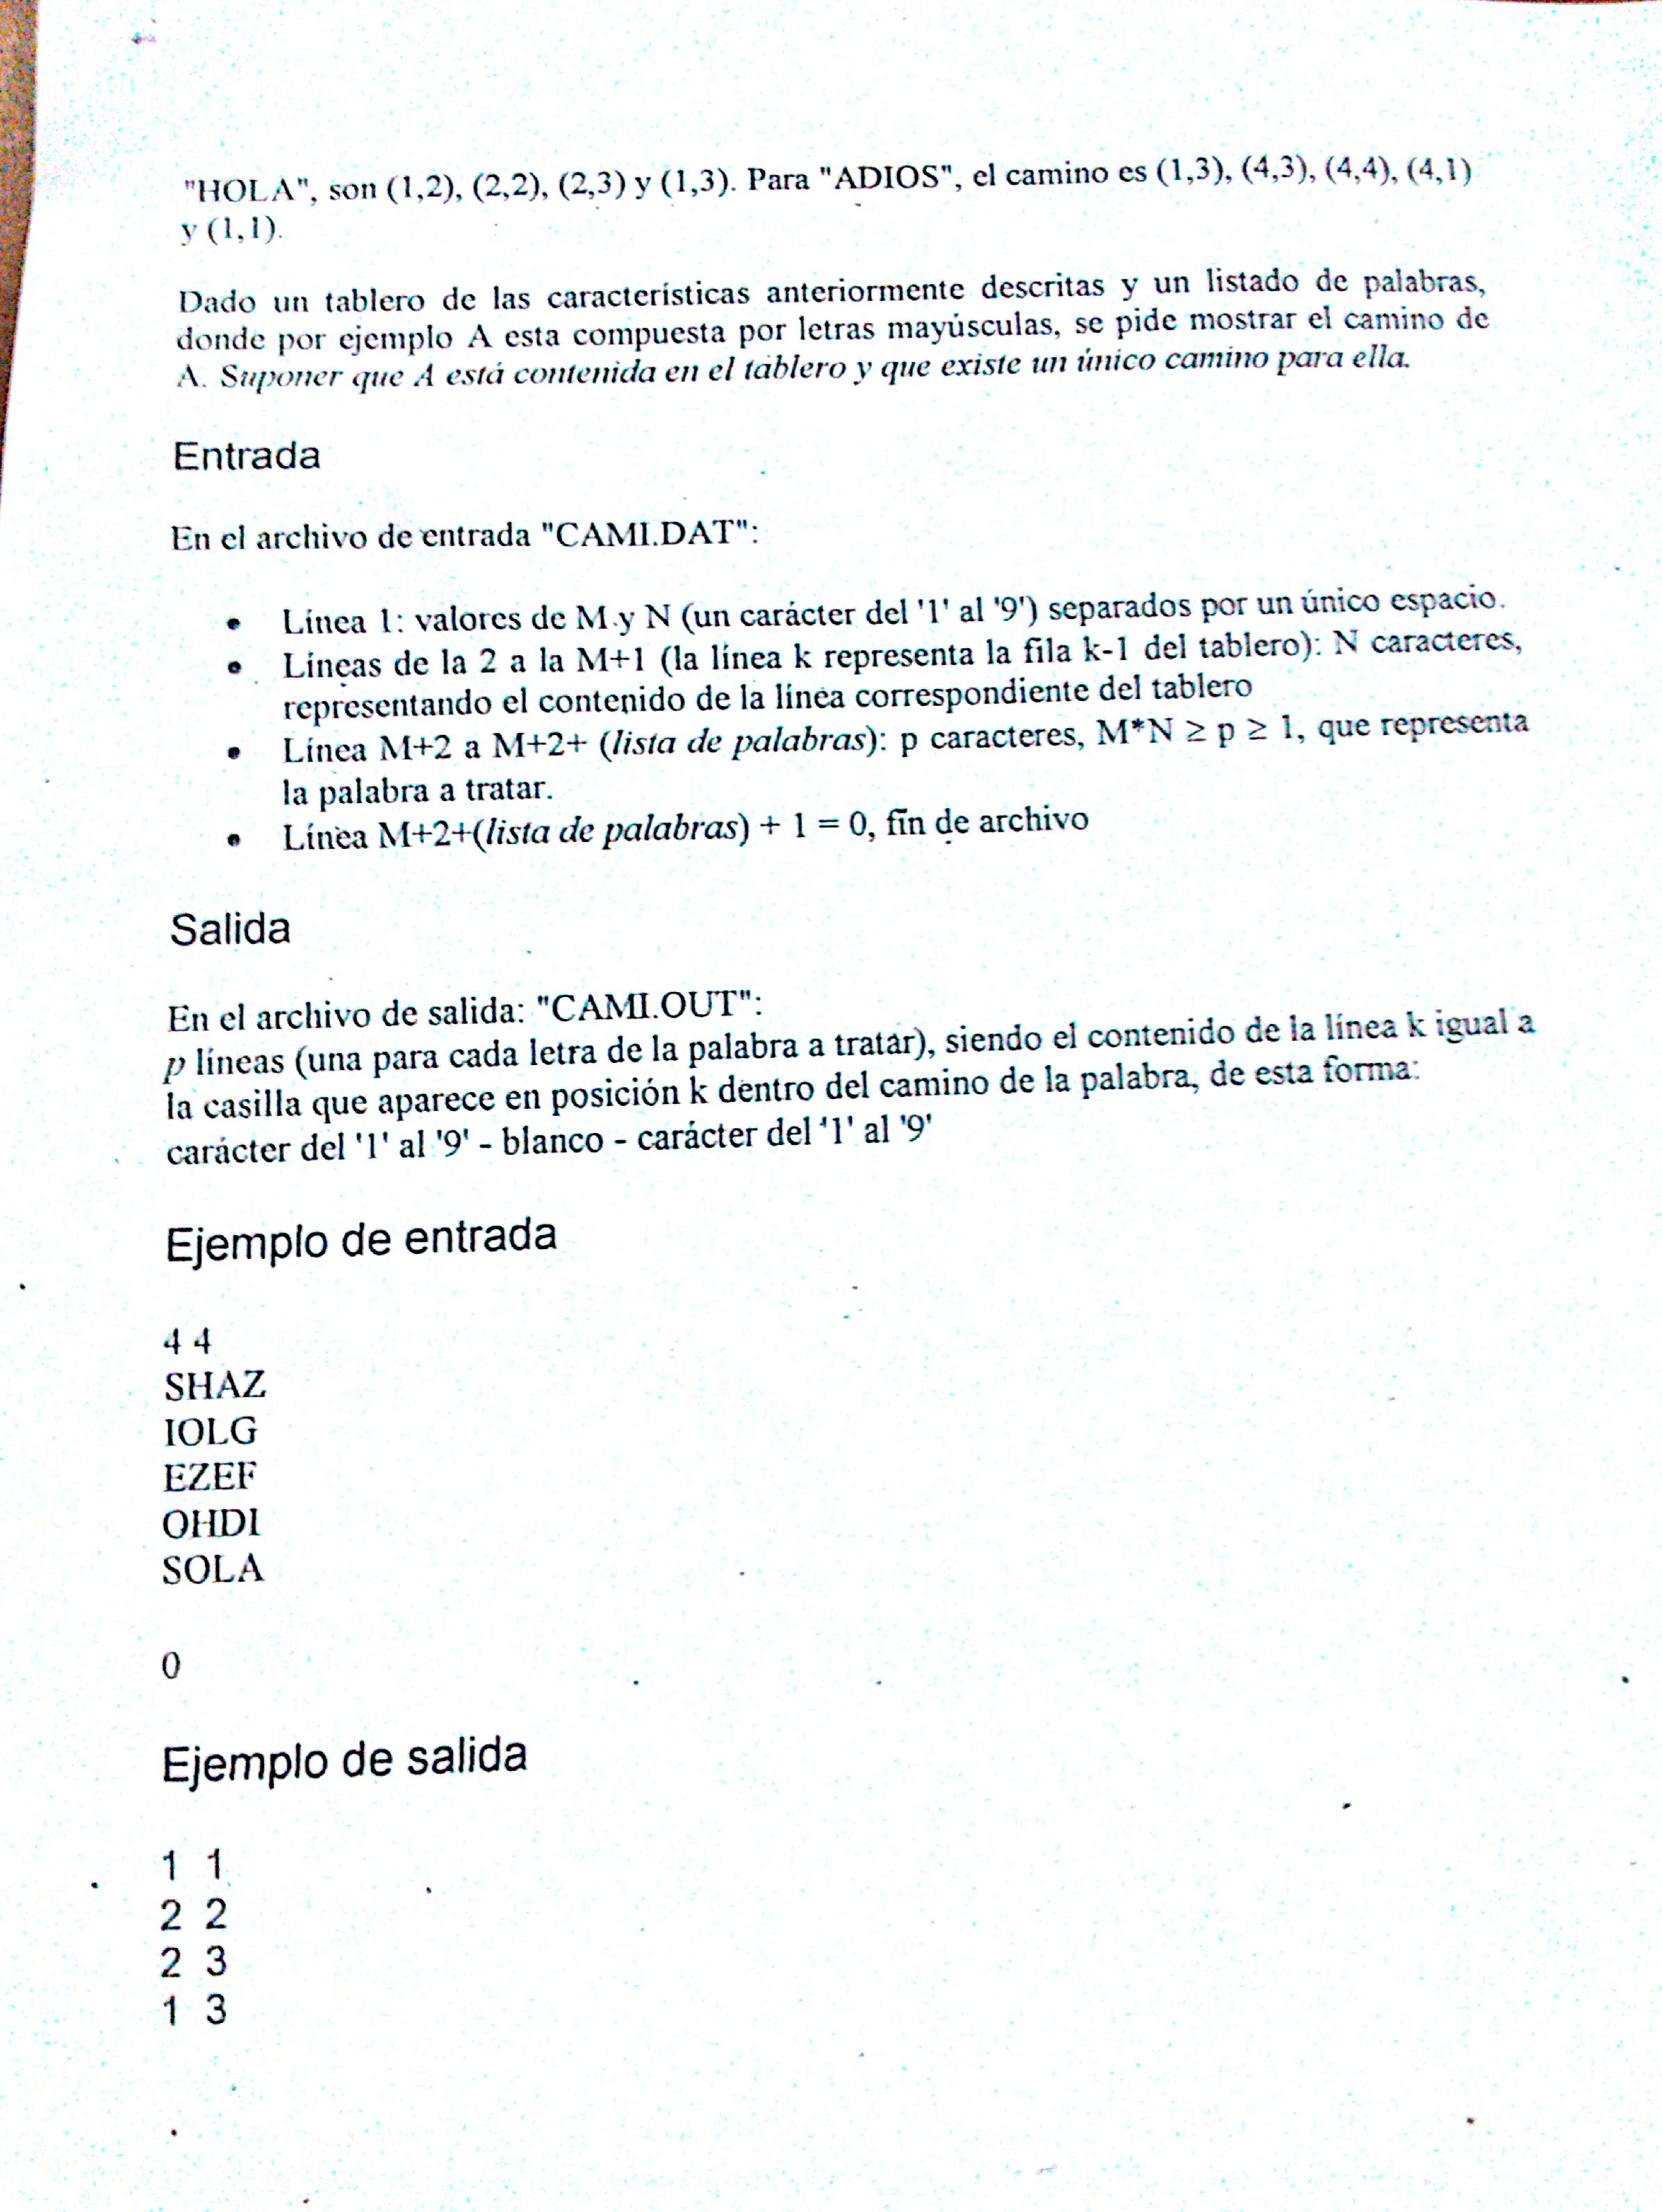 "HOLA", son (1,2), (2,2), (2,3) y (1,3). Para "ADIOS", el camino es (1,3), (4,3), (4,4), (4,1)
y (1,1).
Dado un tablero de las características anteriormente descritas y un listado de palabras,
donde por ejemplo A esta compuesta por letras mayúsculas, se pide mostrar el camino de
A. Suponer que A está contenida en el tablero y que existe un único camino para ella.
Entrada
En el archivo de entrada "CAMI.DAT":
• Línea 1: valores de M y N (un carácter del '1' al '9') separados por un único espacio.
• Líneas de la 2 a la M+1 (la línea k representa la fila k-1 del tablero): N caracteres,
representando el contenido de la línea correspondiente del tablero
• Línea M+2 a M+2+ (lista de palabras): p caracteres, M*N ≥ p ≥ 1, que representa
la palabra a tratar.
• Línea M+2+(lista de palabras) + 1 = 0, fin de archivo
Salida
En el archivo de salida: "CAMI.OUT":
p líneas (una para cada letra de la palabra a tratar), siendo el contenido de la línea k igual a
la casilla que aparece en posición k dentro del camino de la palabra, de esta forma:
carácter del '1' al '9' - blanco - carácter del '1' al '9'
Ejemplo de entrada
4 4
SHAZ
IOLG
EZEF
OHDI
SOLA
0
Ejemplo de salida
1 1
2 2
2 3
1 3